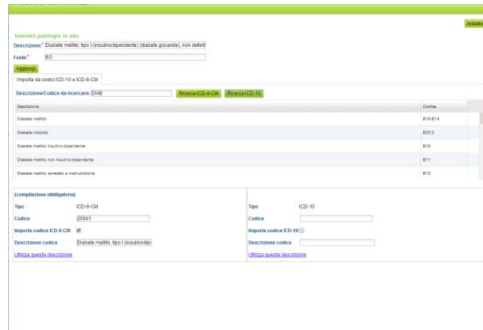 Inserisci patologia in atto
Descrizione:* Diabete mellito, tipo I (insulinodipendente) (diabete giovanile), non definit
Fonte:*
Aggiungi
Importa da codici ICD-10 e ICD-9-CM
Descrizione/Codice da ricercare: DIAB Ricerca ICD-9-CM Ricerca ICD-10
Descrizione Codice
Diabete mellito E10-E14
Diabete insipido E23.2
Diabete mellito insulino-dipendente E10
Diabete mellito non insulino-dipendente E11
Diabete mellito associato a malnutrizione E12
(compilazione obbligatoria)
Tipo ICD-9-CM Tipo ICD-10
Codice 25001 Codice
Importa codice ICD-9-CM Importa codice ICD-10
Descrizione codice Diabete mellito, tipo I (insulinodip Descrizione codice
Utilizza questa descrizione Utilizza questa descrizione